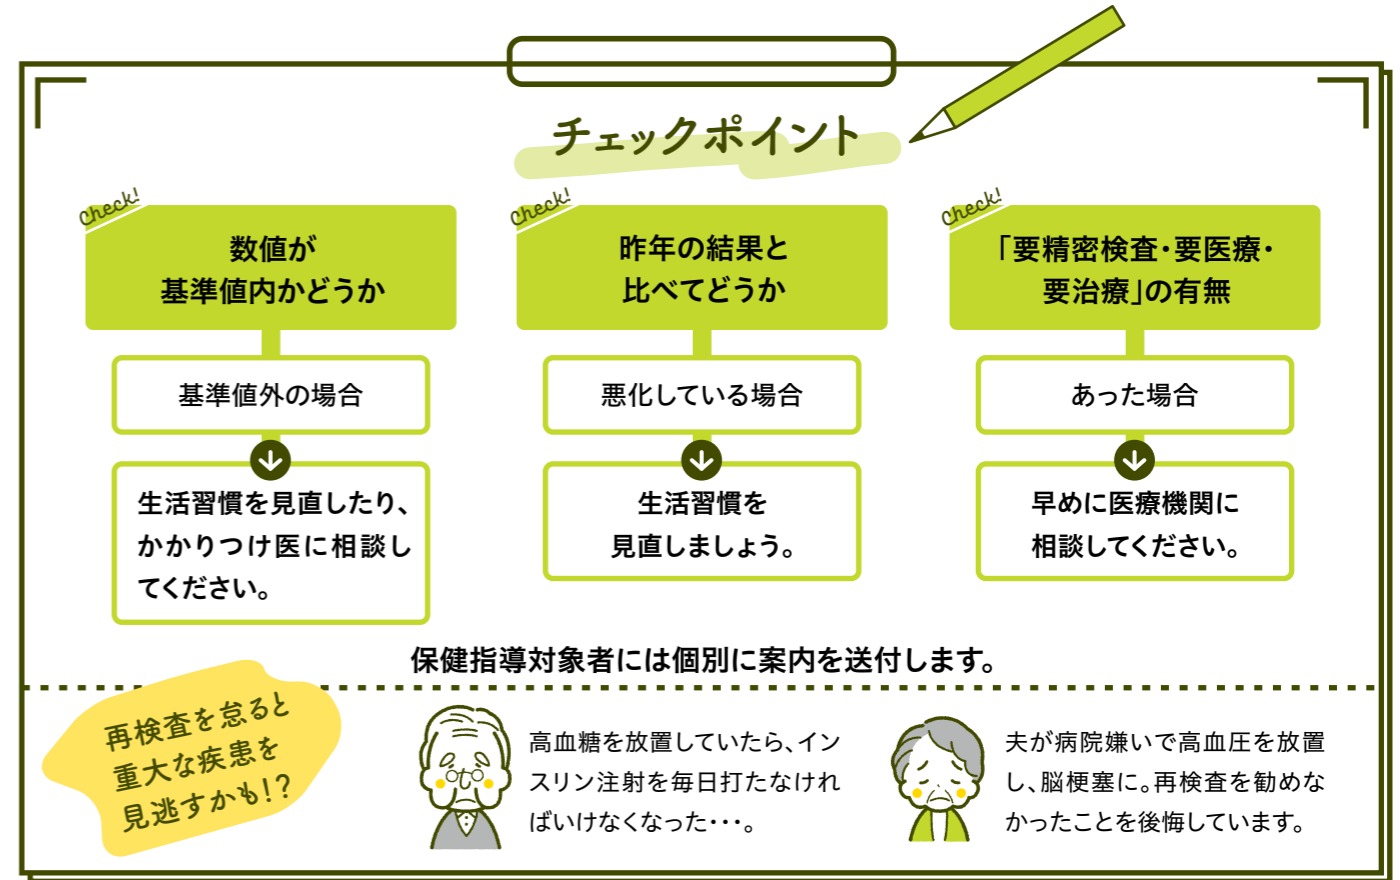 チェックポイント
Check!
数値が
基準値内かどうか
基準値外の場合
生活習慣を見直したり、
かかりつけ医に相談し
てください。
Check!
昨年の結果と
比べてどうか
悪化している場合
生活習慣を
見直しましょう。
Check!
「要精密検査・要医療・
要治療」の有無
あった場合
早めに医療機関に
相談してください。
保健指導対象者には個別に案内を送付します。
再検査を怠ると
重大な疾患を
見逃すかも!?
高血糖を放置していたら、イン
スリン注射を毎日打たなけれ
ばいけなくなった・・・。
夫が病院嫌いで高血圧を放置
し、脳梗塞に。再検査を勧めな
かったことを後悔しています。